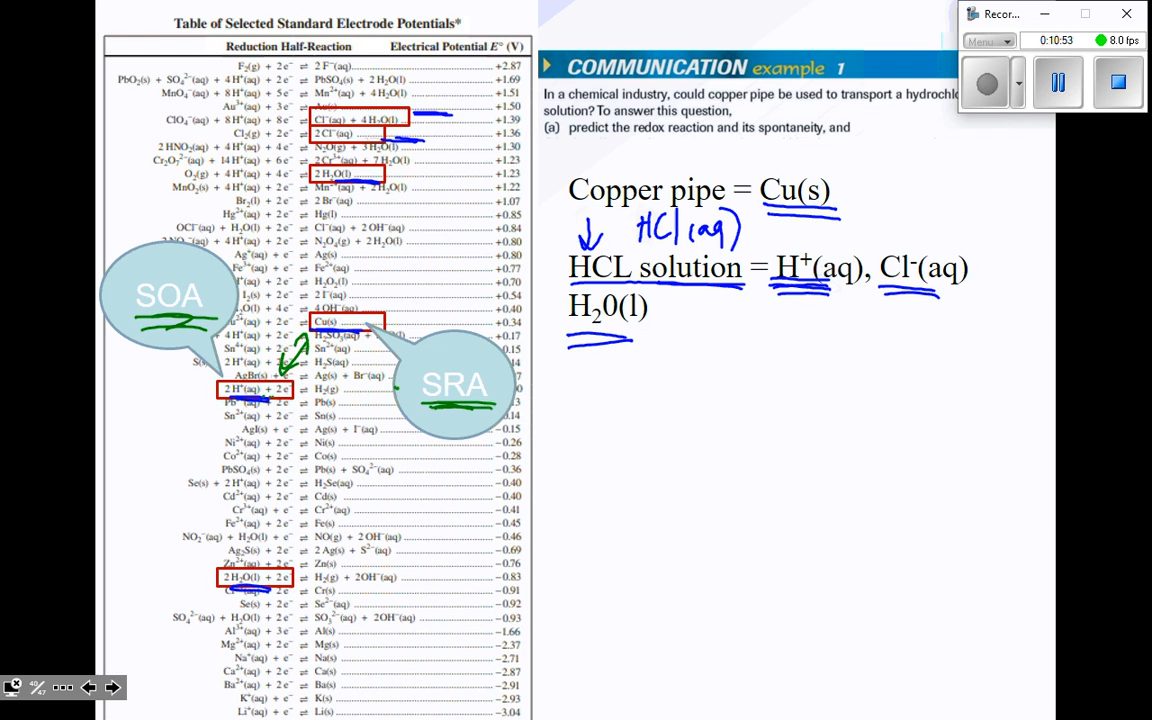 Table of Selected Standard Electrode Potentials*
Reduction Half-Reaction Electrical Potential E° (V)
F₂(g) + 2 e⁻ ⇌ 2 F⁻(aq) +2.87
PbO₂(s) + SO₄²⁻(aq) + 4 H⁺(aq) + 2 e⁻ ⇌ PbSO₄(s) + 2 H₂O(l) +1.69
MnO₄⁻(aq) + 8 H⁺(aq) + 5 e⁻ ⇌ Mn²⁺(aq) + 4 H₂O(l) +1.51
Au³⁺(aq) + 3 e⁻ ⇌ +1.50
ClO₄⁻(aq) + 8 H⁺(aq) + 8 e⁻ ⇌ Cl⁻(aq) + 4 H₂O(l) +1.39
Cl₂(g) + 2 e⁻ ⇌ 2 Cl⁻(aq) +1.36
2 HNO₂(aq) + 4 H⁺(aq) + 4 e⁻ ⇌ N₂O(g) + 3 H₂O(l) +1.30
Cr₂O₇²⁻(aq) + 14 H⁺(aq) + 6 e⁻ ⇌ 2 Cr³⁺(aq) + 7 H₂O(l) +1.23
O₂(g) + 4 H⁺(aq) + 4 e⁻ ⇌ 2 H₂O(l) +1.23
MnO₂(s) + 4 H⁺(aq) + 2 e⁻ ⇌ Mn²⁺(aq) + 2 H₂O(l) +1.22
Br₂(l) + 2 e⁻ ⇌ 2 Br⁻(aq) +1.07
Hg²⁺(aq) + 2 e⁻ ⇌ Hg(l) +0.85
OCl⁻(aq) + H₂O(l) + 2 e⁻ ⇌ Cl⁻(aq) + 2 OH⁻(aq) +0.84
(aq) + 4 H⁺(aq) + 2 e⁻ ⇌ N₂O₄(g) + 2 H₂O(l) +0.80
Ag⁺(aq) + e⁻ ⇌ Ag(s) +0.80
Fe³⁺(aq) + e⁻ ⇌ Fe²⁺(aq) +0.77
(aq) + 2 e⁻ ⇌ H₂O₂(l) +0.70
I₂(s) + 2 e⁻ ⇌ 2 I⁻(aq) +0.54
O(l) + 4 e⁻ ⇌ 4 OH⁻(aq) +0.40
(aq) + 2 e⁻ ⇌ Cu(s) +0.34
+ 4 H⁺(aq) + 2 e⁻ ⇌ H₂SO₃(aq) + +0.17
Sn⁴⁺(aq) + 2 e⁻ ⇌ Sn²⁺(aq) +0.15
2 H⁺(aq) + 2 e⁻ ⇌ H₂S(aq)
AgBr(s) + e⁻ ⇌ Ag(s) + Br⁻(aq)
2 H⁺(aq) + 2 e⁻ ⇌ H₂(g)
Pb²⁺(aq) + 2 e⁻ ⇌ Pb(s)
Sn²⁺(aq) + 2 e⁻ ⇌ Sn(s)
AgI(s) + e⁻ ⇌ Ag(s) + I⁻(aq) −0.15
Ni²⁺(aq) + 2 e⁻ ⇌ Ni(s) −0.26
Co²⁺(aq) + 2 e⁻ ⇌ Co(s) −0.28
PbSO₄(s) + 2 e⁻ ⇌ Pb(s) + SO₄²⁻(aq) −0.36
Se(s) + 2 H⁺(aq) + 2 e⁻ ⇌ H₂Se(aq) −0.40
Cd²⁺(aq) + 2 e⁻ ⇌ Cd(s) −0.40
Cr³⁺(aq) + e⁻ ⇌ Cr²⁺(aq) −0.41
Fe²⁺(aq) + 2 e⁻ ⇌ Fe(s) −0.45
NO₂⁻(aq) + H₂O(l) + e⁻ ⇌ NO(g) + 2 OH⁻(aq) −0.46
Ag₂S(s) + 2 e⁻ ⇌ 2 Ag(s) + S²⁻(aq) −0.69
Zn²⁺(aq) + 2 e⁻ ⇌ Zn(s) −0.76
2 H₂O(l) + 2 e⁻ ⇌ H₂(g) + 2OH⁻(aq) −0.83
Cr²⁺(aq) + 2 e⁻ ⇌ Cr(s) −0.91
Se(s) + 2 e⁻ ⇌ Se²⁻(aq) −0.92
SO₄²⁻(aq) + H₂O(l) + 2 e⁻ ⇌ SO₃²⁻(aq) + 2OH⁻(aq) −0.93
Al³⁺(aq) + 3 e⁻ ⇌ Al(s) −1.66
Mg²⁺(aq) + 2 e⁻ ⇌ Mg(s) −2.37
Na⁺(aq) + e⁻ ⇌ Na(s) −2.71
Ca²⁺(aq) + 2 e⁻ ⇌ Ca(s) −2.87
Ba²⁺(aq) + 2 e⁻ ⇌ Ba(s) −2.91
K⁺(aq) + e⁻ ⇌ K(s) −2.93
Li⁺(aq) + e⁻ ⇌ Li(s) −3.04
SOA
SRA
COMMUNICATION example 1
In a chemical industry, could copper pipe be used to transport a hydrochlo
solution? To answer this question,
(a) predict the redox reaction and its spontaneity, and
Copper pipe = Cu(s)
HCl (aq)
HCL solution = H⁺(aq), Cl⁻(aq)
H₂0(l)
Recor...
Menu
0:10:53
8.0 fps
40/47